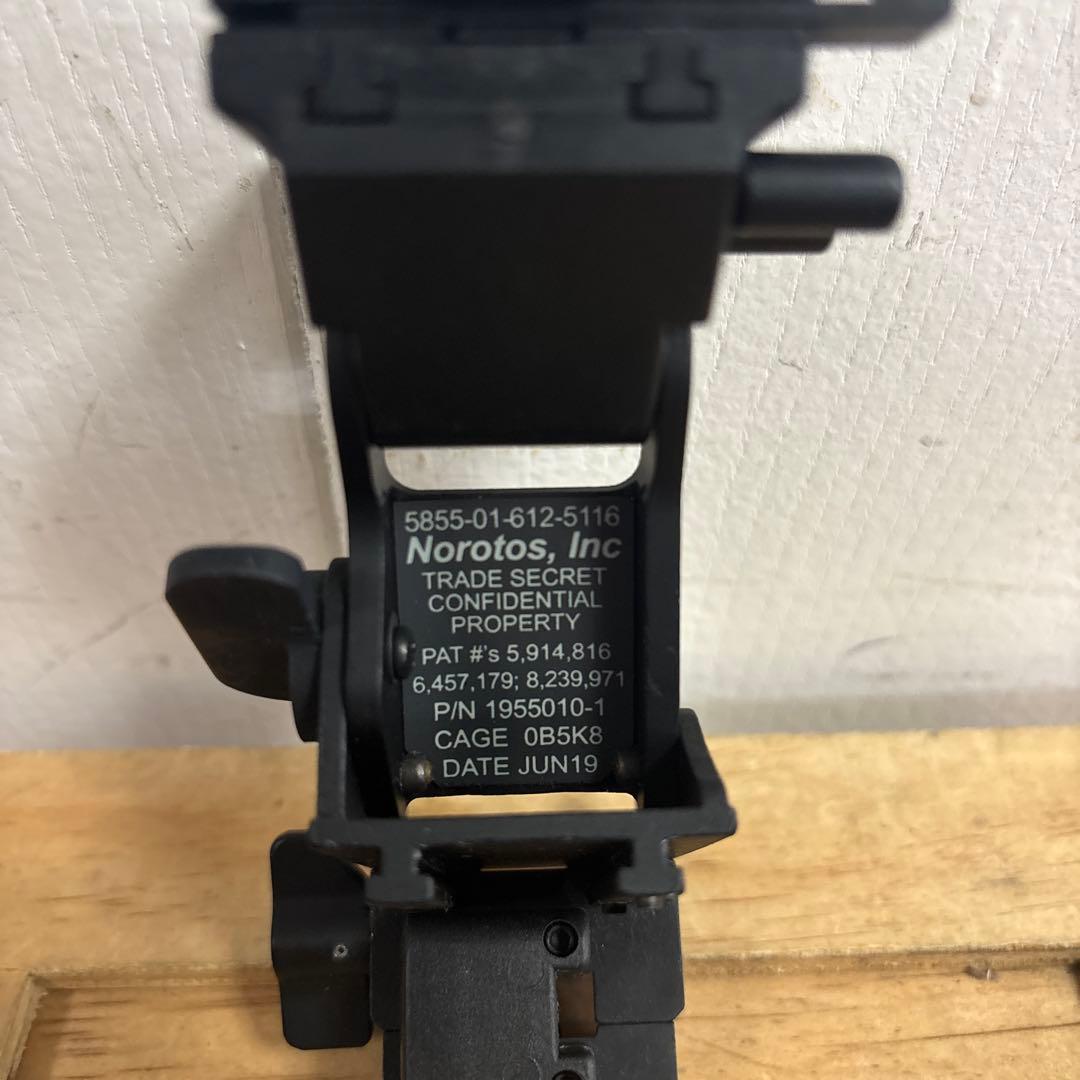 5855-01-612-5116
Norotos, Inc
TRADE SECRET
CONFIDENTIAL
PROPERTY
PAT #'s 5,914,816
6,457,179; 8,239,971
P/N 1955010-1
CAGE 0B5K8
DATE JUN19